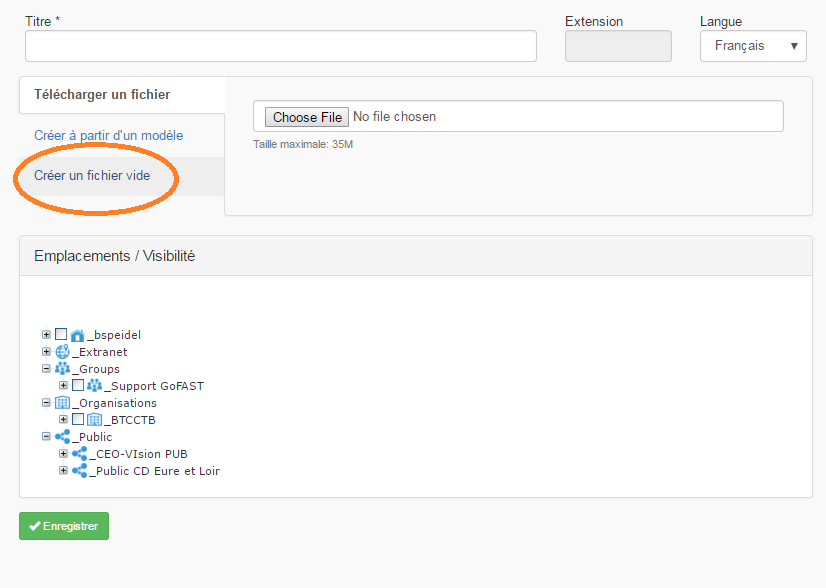 Titre * Extension Langue
Français
Télécharger un fichier
Choose File No file chosen
Créer à partir d'un modèle
Taille maximale: 35M
Créer un fichier vide
Emplacements / Visibilité
_bspeidel
_Extranet
_Groups
_Support GoFAST
_Organisations
_BTCCTB
_Public
_CEO-VIsion PUB
_Public CD Eure et Loir
Enregistrer